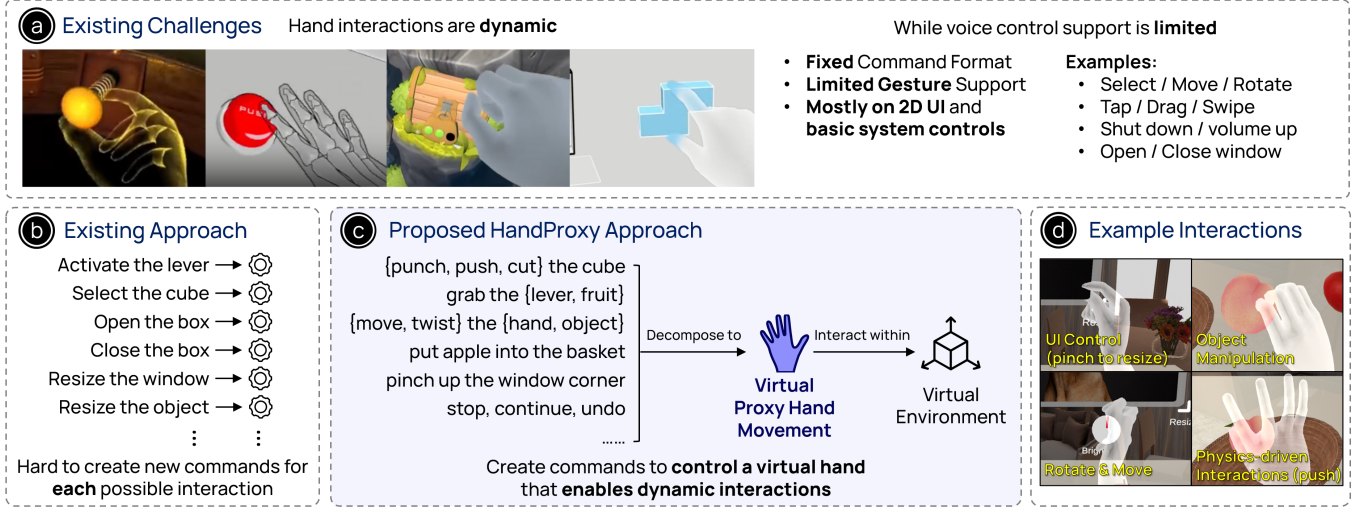 a Existing Challenges
Hand interactions are dynamic
PUSH
While voice control support is limited
• Fixed Command Format
• Limited Gesture Support
• Mostly on 2D UI and
basic system controls
Examples:
• Select / Move / Rotate
• Tap / Drag / Swipe
• Shut down / volume up
• Open / Close window
b Existing Approach
Activate the lever
Select the cube
Open the box
Close the box
Resize the window
Resize the object
Hard to create new commands for
each possible interaction
c Proposed HandProxy Approach
{punch, push, cut} the cube
grab the {lever, fruit}
{move, twist} the {hand, object}
put apple into the basket
pinch up the window corner
stop, continue, undo
......
Decompose to
Virtual
Proxy Hand
Movement
Interact within
Virtual
Environment
Create commands to control a virtual hand
that enables dynamic interactions
d Example Interactions
UI Control
(pinch to resize)
Object
Manipulation
Rotate & Move
Physics-driven
Interactions (push)